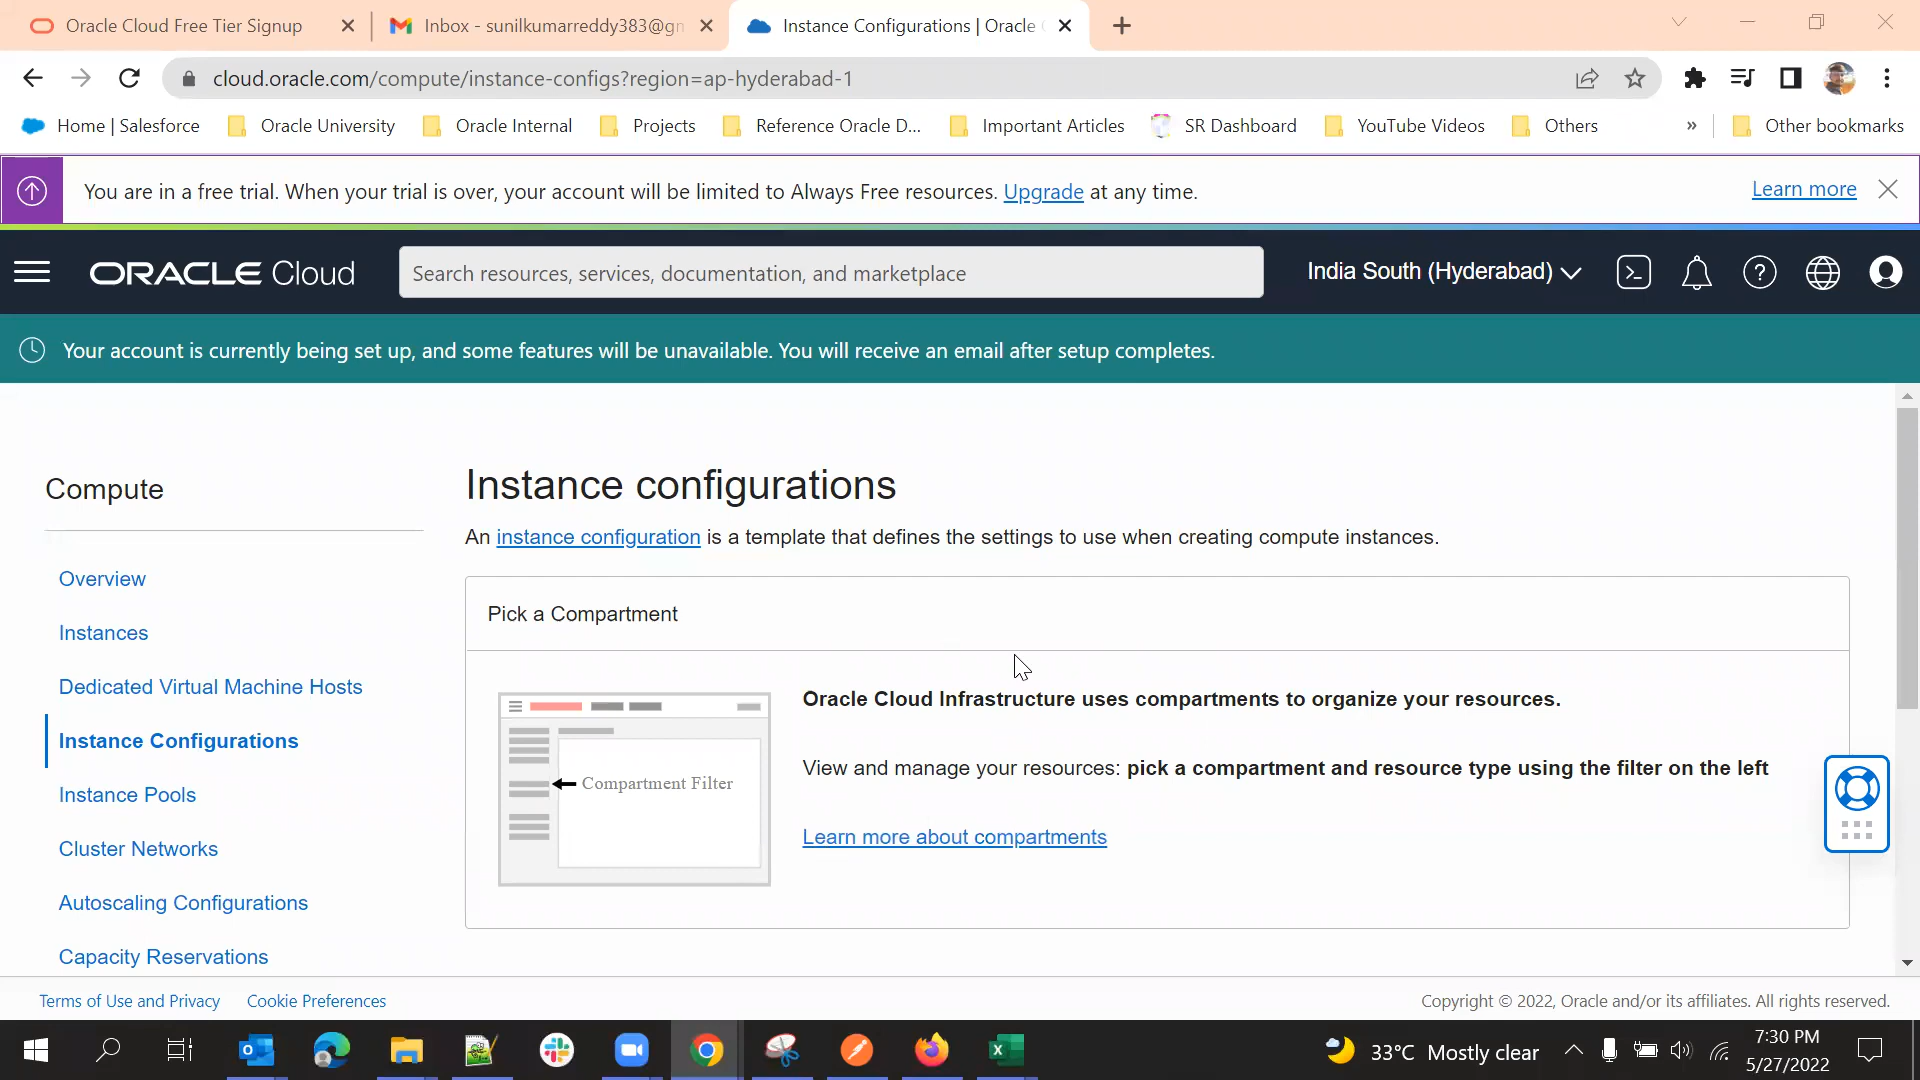 Oracle Cloud Free Tier Signup
Inbox - sunilkumarreddy383@gn
Instance Configurations | Oracle
cloud.oracle.com/compute/instance-configs?region=ap-hyderabad-1
Home | Salesforce
Oracle University
Oracle Internal
Projects
Reference Oracle D...
Important Articles
SR Dashboard
YouTube Videos
Others
»
Other bookmarks
You are in a free trial. When your trial is over, your account will be limited to Always Free resources. Upgrade at any time.
Learn more
ORACLE Cloud
Search resources, services, documentation, and marketplace
India South (Hyderabad)
Your account is currently being set up, and some features will be unavailable. You will receive an email after setup completes.
Compute
Overview
Instances
Dedicated Virtual Machine Hosts
Instance Configurations
Instance Pools
Cluster Networks
Autoscaling Configurations
Capacity Reservations
Instance configurations
An instance configuration is a template that defines the settings to use when creating compute instances.
Pick a Compartment
Compartment Filter
Oracle Cloud Infrastructure uses compartments to organize your resources.
View and manage your resources: pick a compartment and resource type using the filter on the left
Learn more about compartments
Terms of Use and Privacy
Cookie Preferences
Copyright © 2022, Oracle and/or its affiliates. All rights reserved.
33°C Mostly clear
7:30 PM
5/27/2022